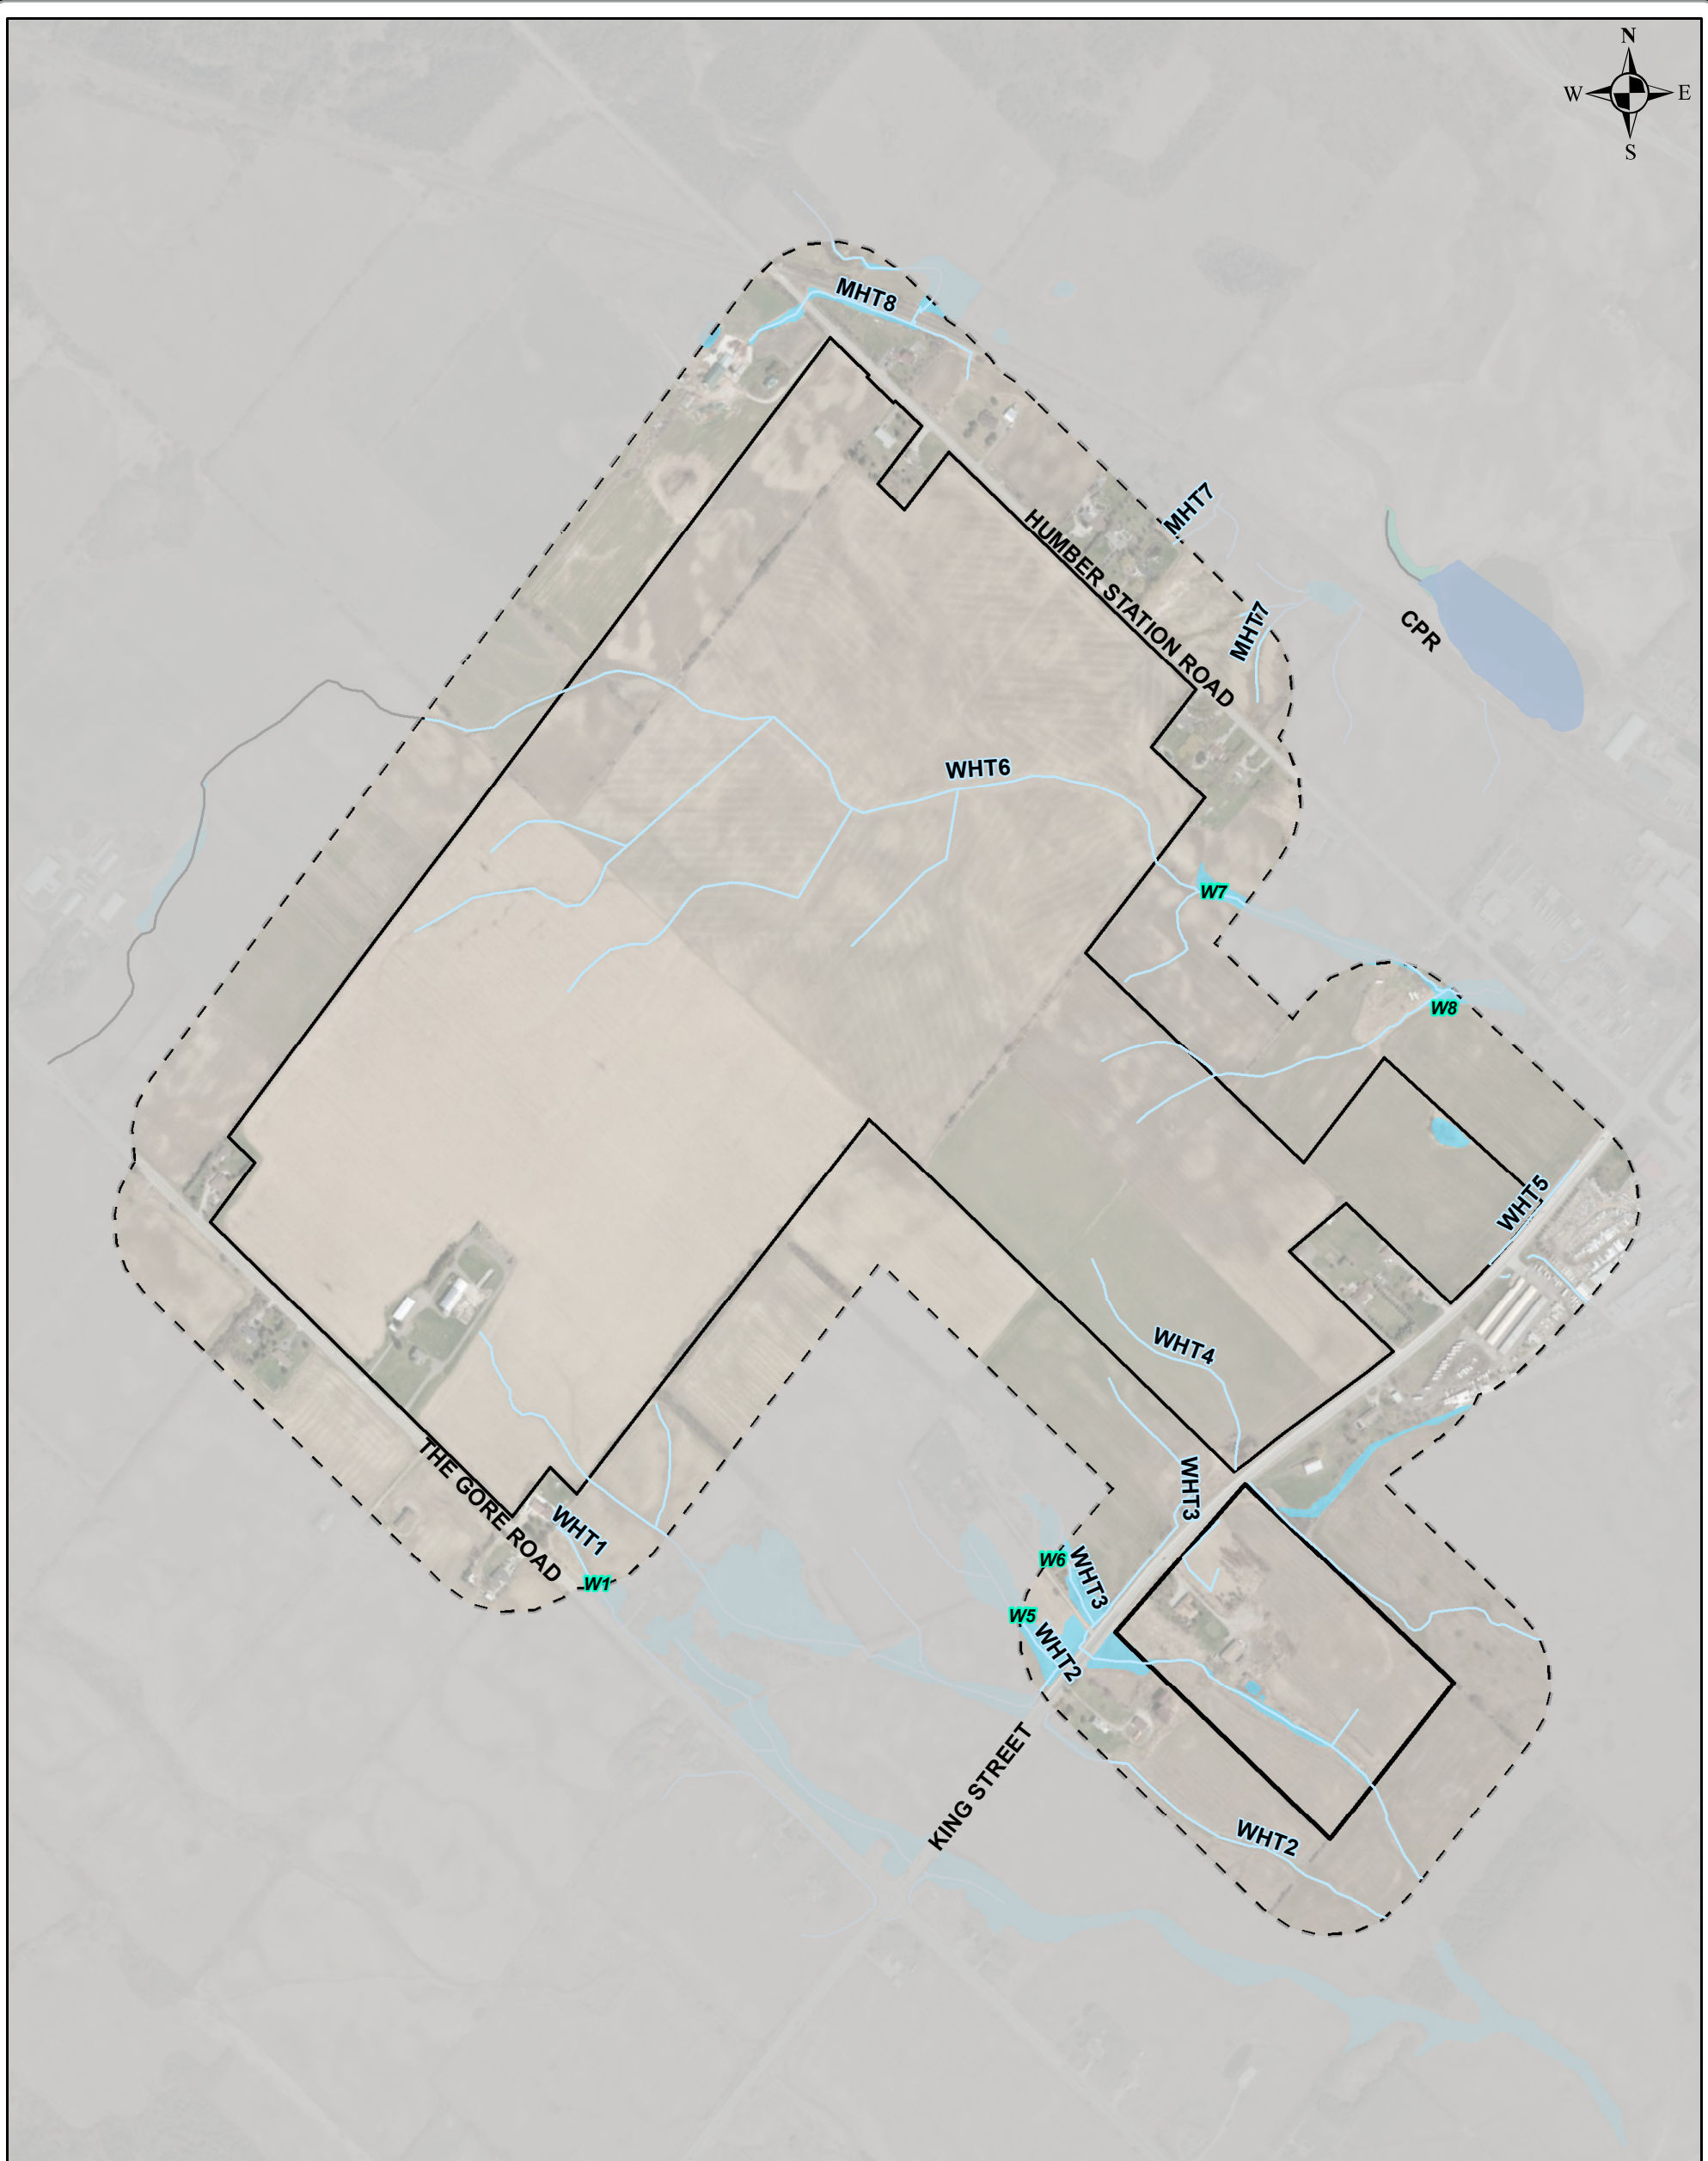 N
W E
S
MHT8
MHT7
HUMBER STATION ROAD
MHT7
CPR
WHT6
W7
W8
WHT5
WHT4
WHT3
THE GORE ROAD
WHT1
W1
W6
WHT3
W5
WHT2
KING STREET
WHT2